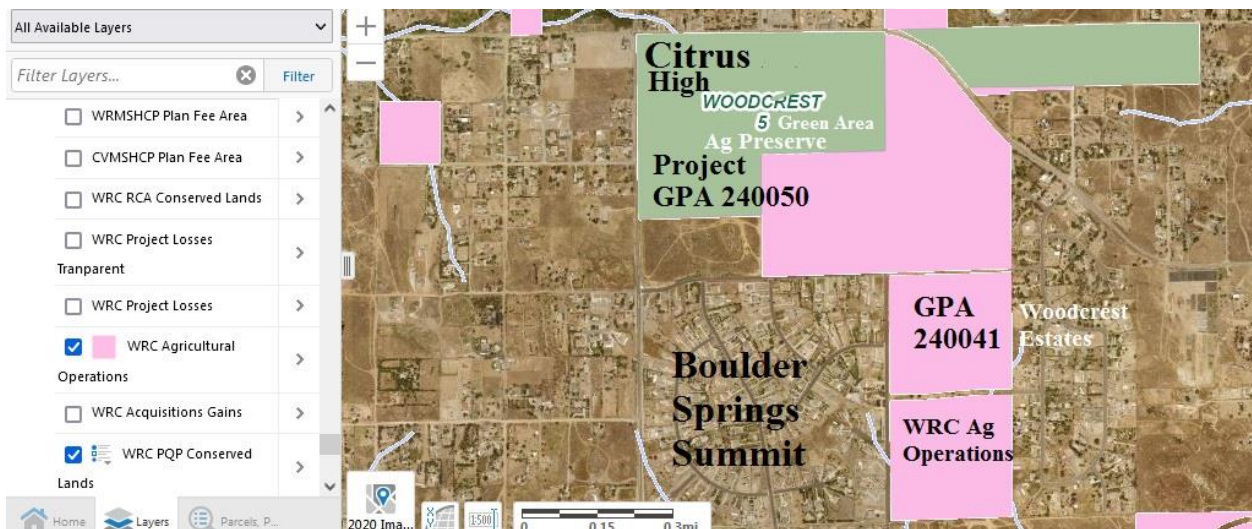 All Available Layers
Filter Layers...
Filter
WRMSHCP Plan Fee Area
CVMSHCP Plan Fee Area
WRC RCA Conserved Lands
WRC Project Losses
Tranparent
WRC Project Losses
WRC Agricultural
Operations
WRC Acquisitions Gains
WRC PQP Conserved
Lands
Home
Layers
Parcels, P...
Citrus
High
WOODCREST
5 Green Area
Ag Preserve
Project
GPA 240050
GPA
240041
Woodcrest
Estates
Boulder
Springs
Summit
WRC Ag
Operations
2020 Ima...
X Y
1:500
0 0.15 0.3mi